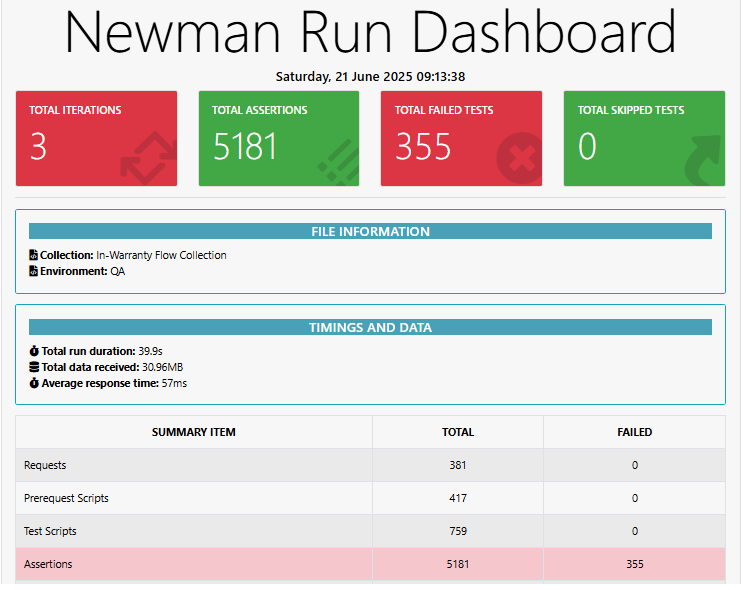 Newman Run Dashboard
Saturday, 21 June 2025 09:13:38
TOTAL ITERATIONS
3
TOTAL ASSERTIONS
5181
TOTAL FAILED TESTS
355
TOTAL SKIPPED TESTS
0
FILE INFORMATION
Collection: In-Warranty Flow Collection
Environment: QA
TIMINGS AND DATA
Total run duration: 39.9s
Total data received: 30.96MB
Average response time: 57ms
SUMMARY ITEM TOTAL FAILED
Requests 381 0
Prerequest Scripts 417 0
Test Scripts 759 0
Assertions 5181 355